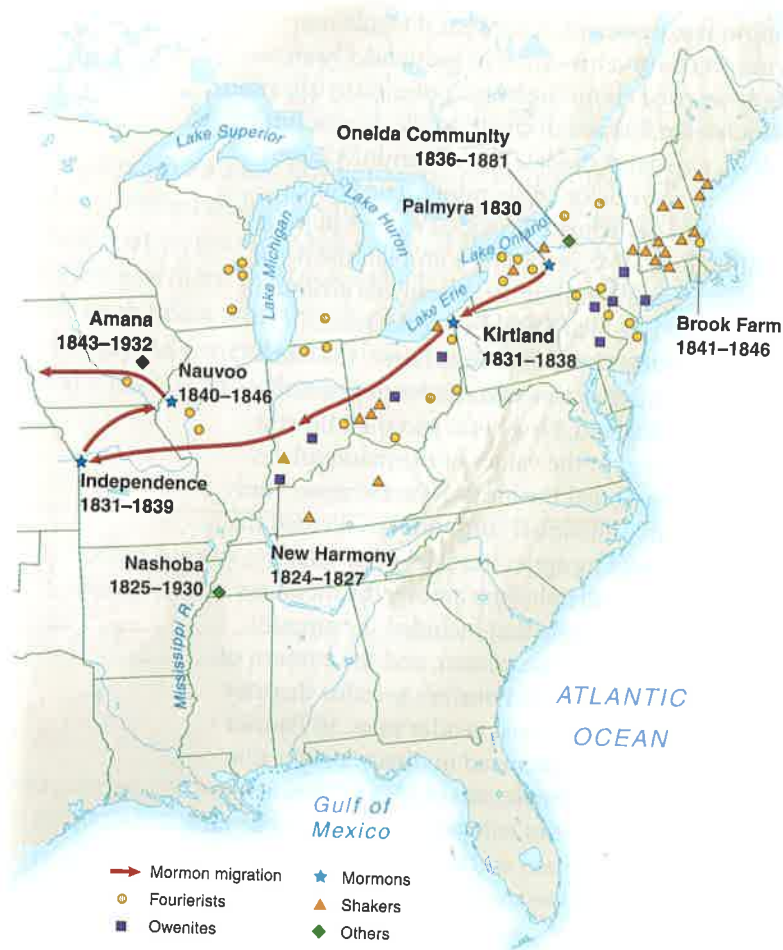 Lake Superior
Oneida Community
1836–1881
Palmyra 1830
Lake Michigan
Lake Huron
Lake Ontario
Lake Erie
Amana
1843–1932
Nauvoo
1840–1846
Kirtland
1831–1838
Brook Farm
1841–1846
Independence
1831–1839
Nashoba
1825–1930
New Harmony
1824–1827
Mississippi R.
ATLANTIC
OCEAN
Gulf of
Mexico
Mormon migration
Mormons
Fourierists
Shakers
Owenites
Others